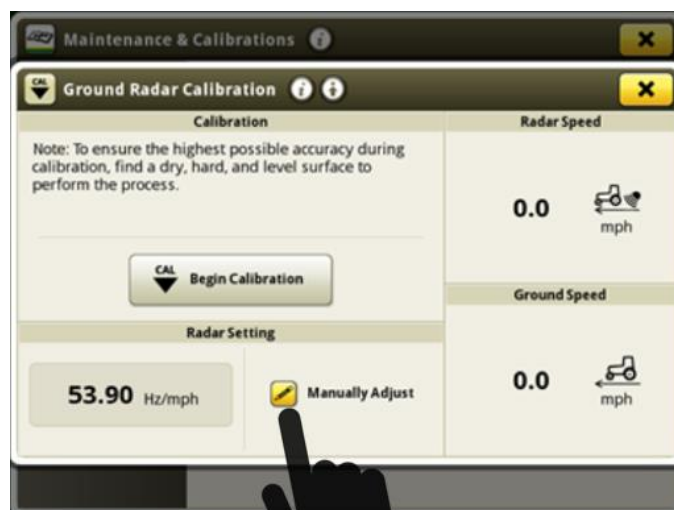 Maintenance & Calibrations i
CAL Ground Radar Calibration i
Calibration
Note: To ensure the highest possible accuracy during
calibration, find a dry, hard, and level surface to
perform the process.
CAL Begin Calibration
Radar Setting
53.90 Hz/mph
Manually Adjust
Radar Speed
0.0 mph
Ground Speed
0.0 mph